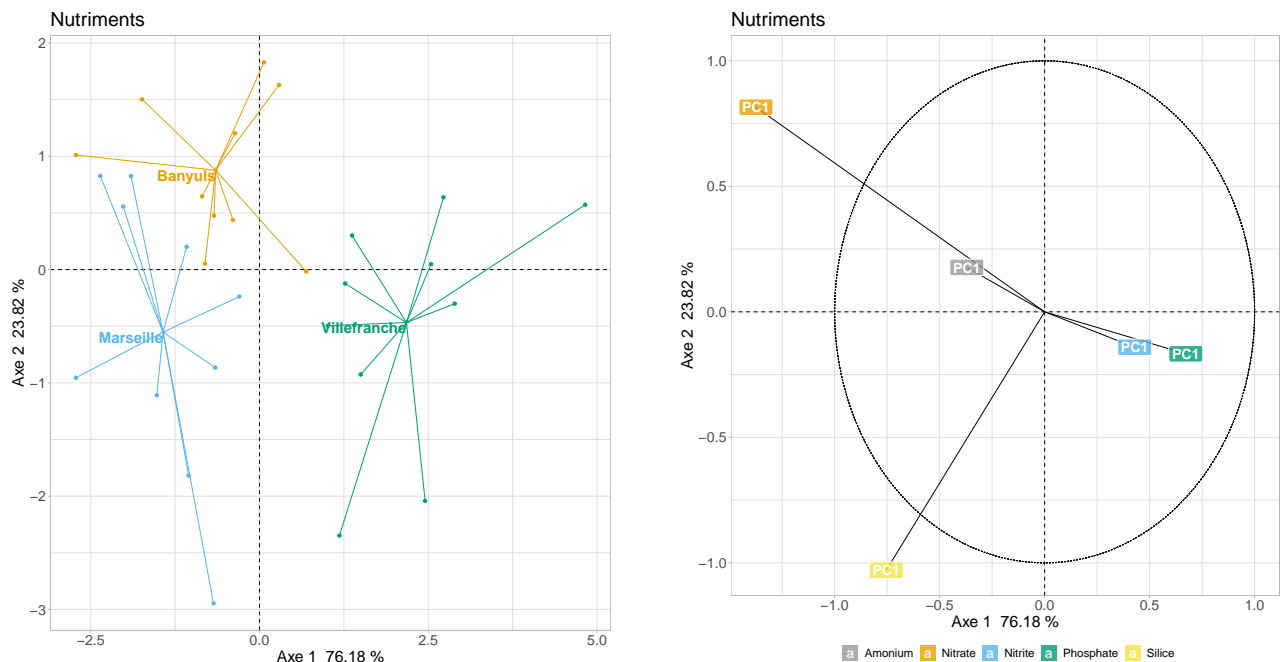 Nutriments
2
1
0
−1
−2
−3
Axe 2  23.82 %
Banyuls
Marseille
Villefranche
−2.5
0.0
2.5
5.0
Axe 1  76.18 %
Nutriments
1.0
0.5
0.0
−0.5
−1.0
Axe 2  23.82 %
PC1
PC1
PC1
PC1
PC1
−1.0
−0.5
0.0
0.5
1.0
Axe 1  76.18 %
a Amonium a Nitrate a Nitrite a Phosphate a Silice